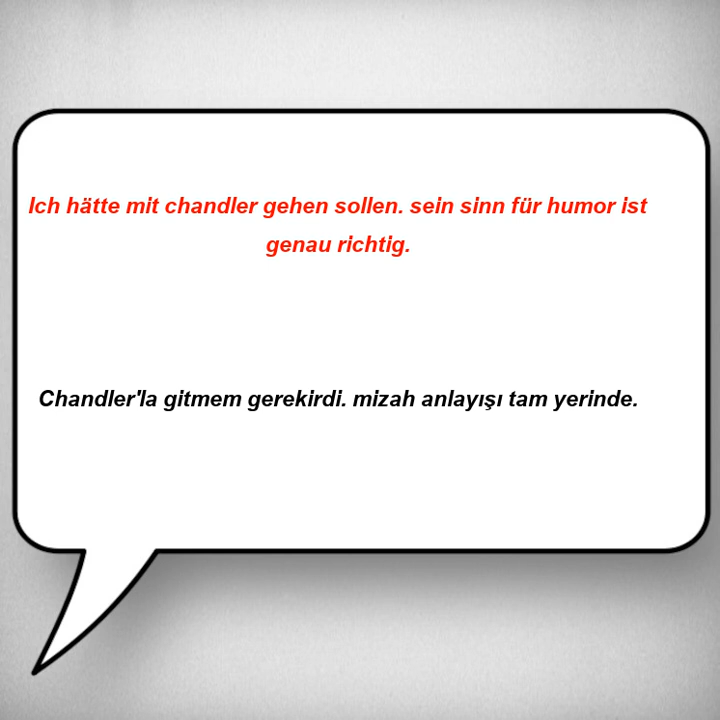 Ich hätte mit chandler gehen sollen. sein sinn für humor ist
genau richtig.
Chandler'la gitmem gerekirdi. mizah anlayışı tam yerinde.